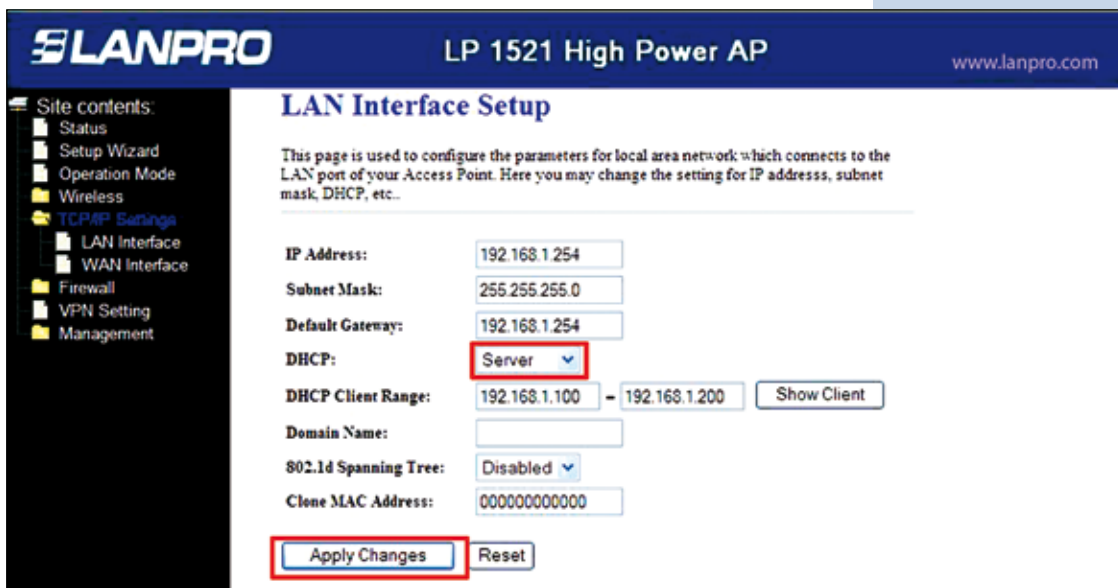 LANPRO
LP 1521 High Power AP
www.lanpro.com
Site contents:
Status
Setup Wizard
Operation Mode
Wireless
TCP/IP Settings
LAN Interface
WAN Interface
Firewall
VPN Setting
Management
LAN Interface Setup
This page is used to configure the parameters for local area network which connects to the
LAN port of your Access Point. Here you may change the setting for IP addresss, subnet
mask, DHCP, etc..
IP Address: 192.168.1.254
Subnet Mask: 255.255.255.0
Default Gateway: 192.168.1.254
DHCP: Server
DHCP Client Range: 192.168.1.100 – 192.168.1.200 Show Client
Domain Name:
802.1d Spanning Tree: Disabled
Clone MAC Address: 000000000000
Apply Changes Reset